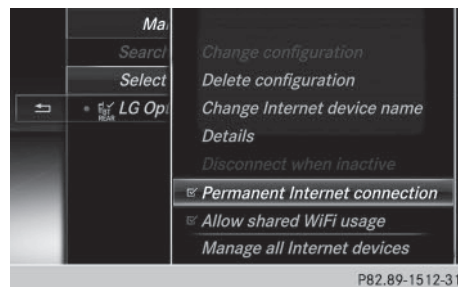 Ma
Search
Select
LG Op
Change configuration
Delete configuration
Change Internet device name
Details
Disconnect when inactive
Permanent Internet connection
Allow shared WiFi usage
Manage all Internet devices
P82.89-1512-31